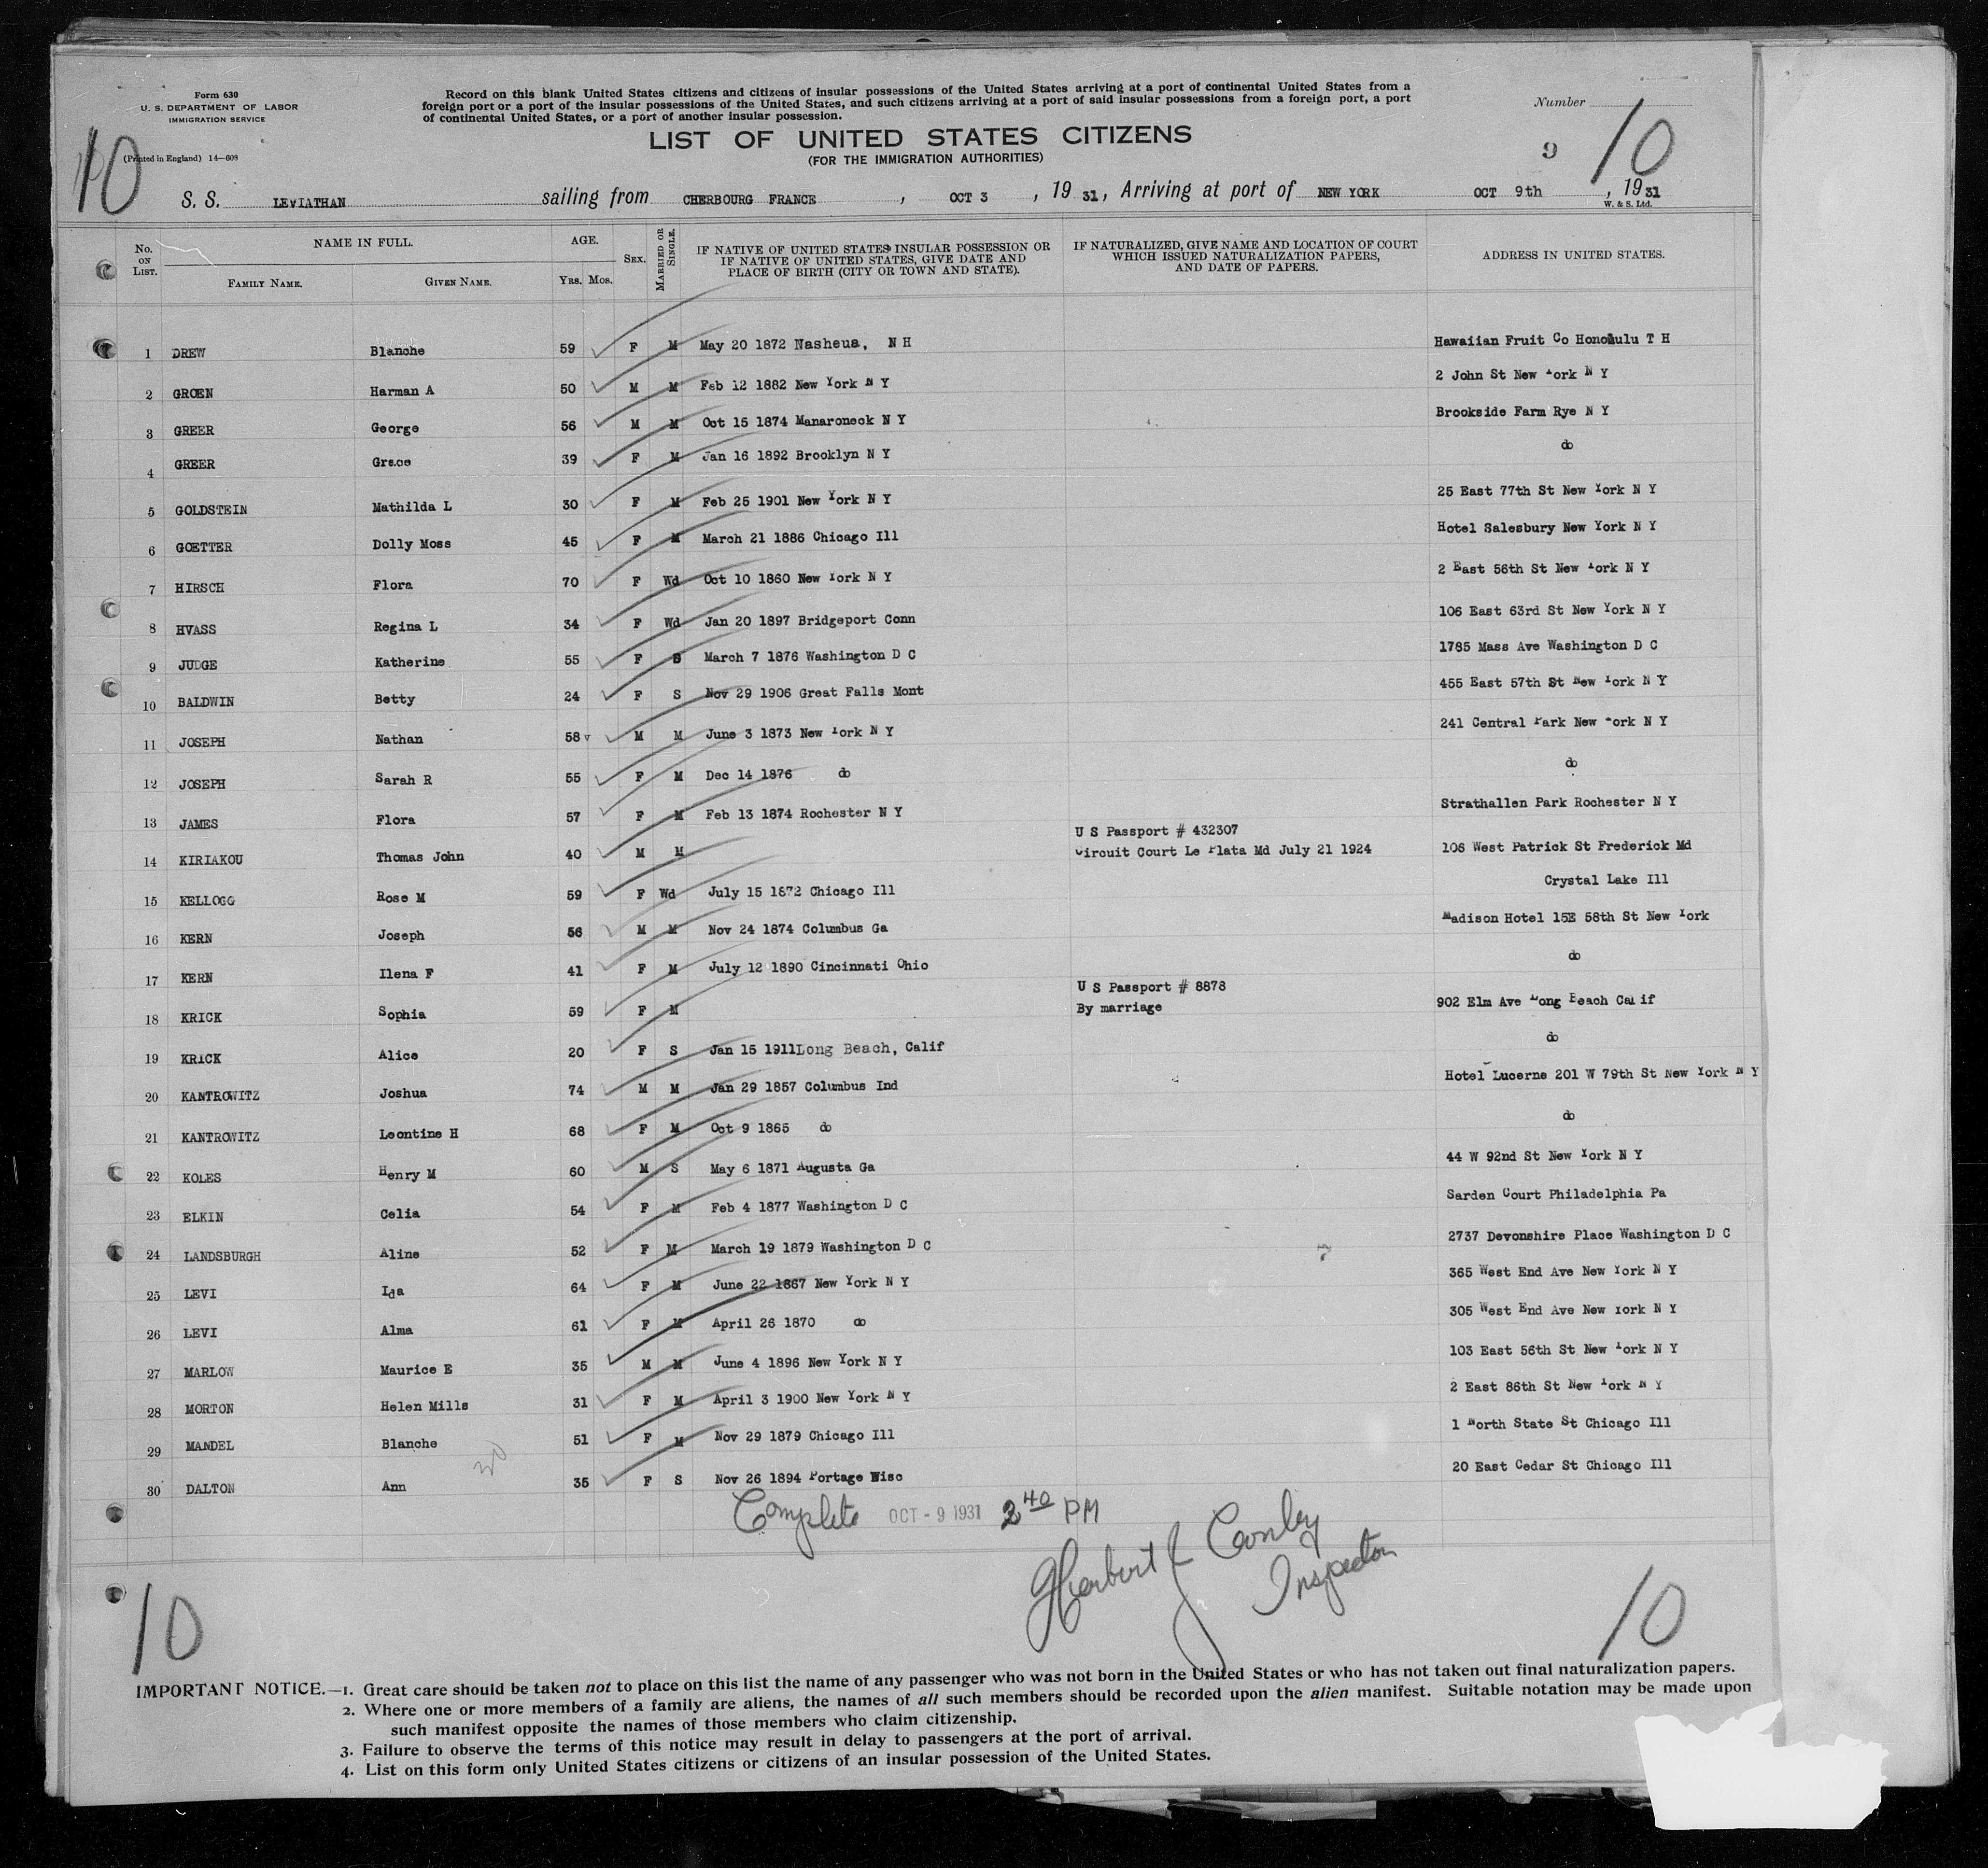 Form 630
U. S. DEPARTMENT OF LABOR
IMMIGRATION SERVICE
(Printed in England) 14—608
Record on this blank United States citizens and citizens of insular possessions of the United States arriving at a port of continental United States from a
foreign port or a port of the insular possessions of the United States, and such citizens arriving at a port of said insular possessions from a foreign port, a port
of continental United States, or a port of another insular possession.
Number
10
9
10
LIST OF UNITED STATES CITIZENS
(FOR THE IMMIGRATION AUTHORITIES)
S. S. LEVIATHAN sailing from CHERBOURG FRANCE, OCT 3, 1931, Arriving at port of NEW YORK OCT 9th, 1931
W. & S. Ltd.
No. ON LIST. NAME IN FULL. FAMILY NAME. GIVEN NAME. AGE. YRS. MOS. SEX. MARRIED OR SINGLE. IF NATIVE OF UNITED STATES INSULAR POSSESSION OR IF NATIVE OF UNITED STATES, GIVE DATE AND PLACE OF BIRTH (CITY OR TOWN AND STATE). IF NATURALIZED, GIVE NAME AND LOCATION OF COURT WHICH ISSUED NATURALIZATION PAPERS, AND DATE OF PAPERS. ADDRESS IN UNITED STATES.
1 DREW Blanche 59 F M May 20 1872 Nasheua, N H Hawaiian Fruit Co Honolulu T H
2 GROEN Harman A 50 M M Feb 12 1882 New York N Y 2 John St New York N Y
3 GREER George 56 M M Oct 15 1874 Manaroneck N Y Brookside Farm Rye N Y
4 GREER Grace 39 F M Jan 16 1892 Brooklyn N Y do
5 GOLDSTEIN Mathilda L 30 F M Feb 25 1901 New York N Y 25 East 77th St New York N Y
6 GOETTER Dolly Moss 45 F M March 21 1886 Chicago Ill Hotel Salesbury New York N Y
7 HIRSCH Flora 70 F Wd Oct 10 1860 New York N Y 2 East 56th St New York N Y
8 HVASS Regina L 34 F Wd Jan 20 1897 Bridgeport Conn 106 East 63rd St New York N Y
9 JUDGE Katherine 55 F S March 7 1876 Washington D C 1785 Mass Ave Washington D C
10 BALDWIN Betty 24 F S Nov 29 1906 Great Falls Mont 455 East 57th St New York N Y
11 JOSEPH Nathan 58 M M June 3 1873 New York N Y 241 Central Park New York N Y
12 JOSEPH Sarah R 55 F M Dec 14 1876 do do
13 JAMES Flora 57 F M Feb 13 1874 Rochester N Y Strathallen Park Rochester N Y
U S Passport # 432307
14 KIRIAKOU Thomas John 40 M M Circuit Court Le Plata Md July 21 1924 106 West Patrick St Frederick Md
15 KELLOGG Rose M 59 F Wd July 15 1872 Chicago Ill Crystal Lake Ill
16 KERN Joseph 56 M M Nov 24 1874 Columbus Ga Madison Hotel 15E 58th St New York
17 KERN Ilena F 41 F M July 12 1890 Cincinnati Ohio do
U S Passport # 8878
18 KRICK Sophia 59 F M By marriage 902 Elm Ave Long Beach Calif
19 KRICK Alice 20 F S Jan 15 1911 Long Beach, Calif do
20 KANTROWITZ Joshua 74 M M Jan 29 1857 Columbus Ind Hotel Lucerne 201 W 79th St New York N Y
21 KANTROWITZ Leontine H 68 F M Oct 9 1865 do do
22 KOLES Henry M 60 M S May 6 1871 Augusta Ga 44 W 92nd St New York N Y
23 ELKIN Celia 54 F M Feb 4 1877 Washington D C Sarden Court Philadelphia Pa
24 LANDSBURGH Aline 52 F M March 19 1879 Washington D C 2737 Devonshire Place Washington D C
25 LEVI Ida 64 F M June 22 1867 New York N Y 365 West End Ave New York N Y
26 LEVI Alma 61 F M April 26 1870 do 305 West End Ave New York N Y
27 MARLOW Maurice E 35 M M June 4 1896 New York N Y 103 East 56th St New York N Y
28 MORTON Helen Mills 31 F M April 3 1900 New York N Y 2 East 86th St New York N Y
29 MANDEL Blanche 51 F M Nov 29 1879 Chicago Ill 1 North State St Chicago Ill
30 DALTON Ann 35 F S Nov 26 1894 Portage Wisc 20 East Cedar St Chicago Ill
30
Complete OCT - 9 1931 2 40 PM
Herbert J Conley
Inspector
10
10
IMPORTANT NOTICE.—1. Great care should be taken not to place on this list the name of any passenger who was not born in the United States or who has not taken out final naturalization papers.
2. Where one or more members of a family are aliens, the names of all such members should be recorded upon the alien manifest. Suitable notation may be made upon
such manifest opposite the names of those members who claim citizenship.
3. Failure to observe the terms of this notice may result in delay to passengers at the port of arrival.
4. List on this form only United States citizens or citizens of an insular possession of the United States.